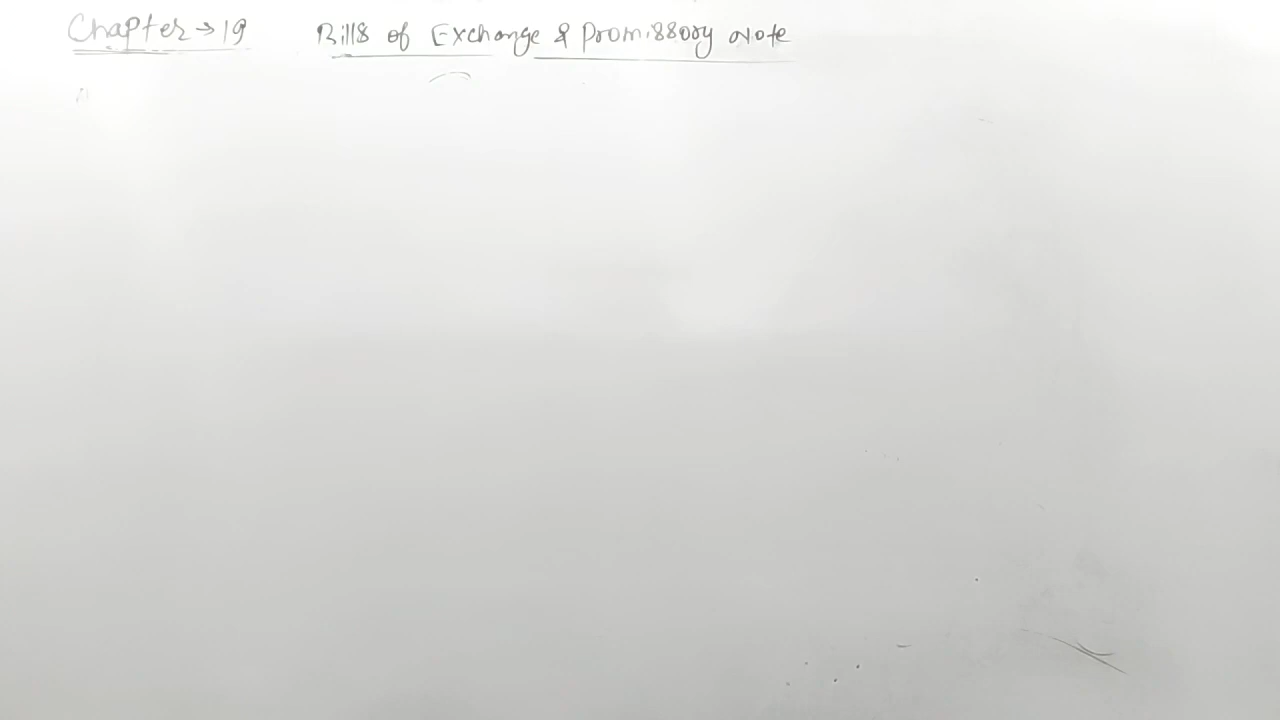 Chapter → 19 Bills of Exchange & Promissory Note